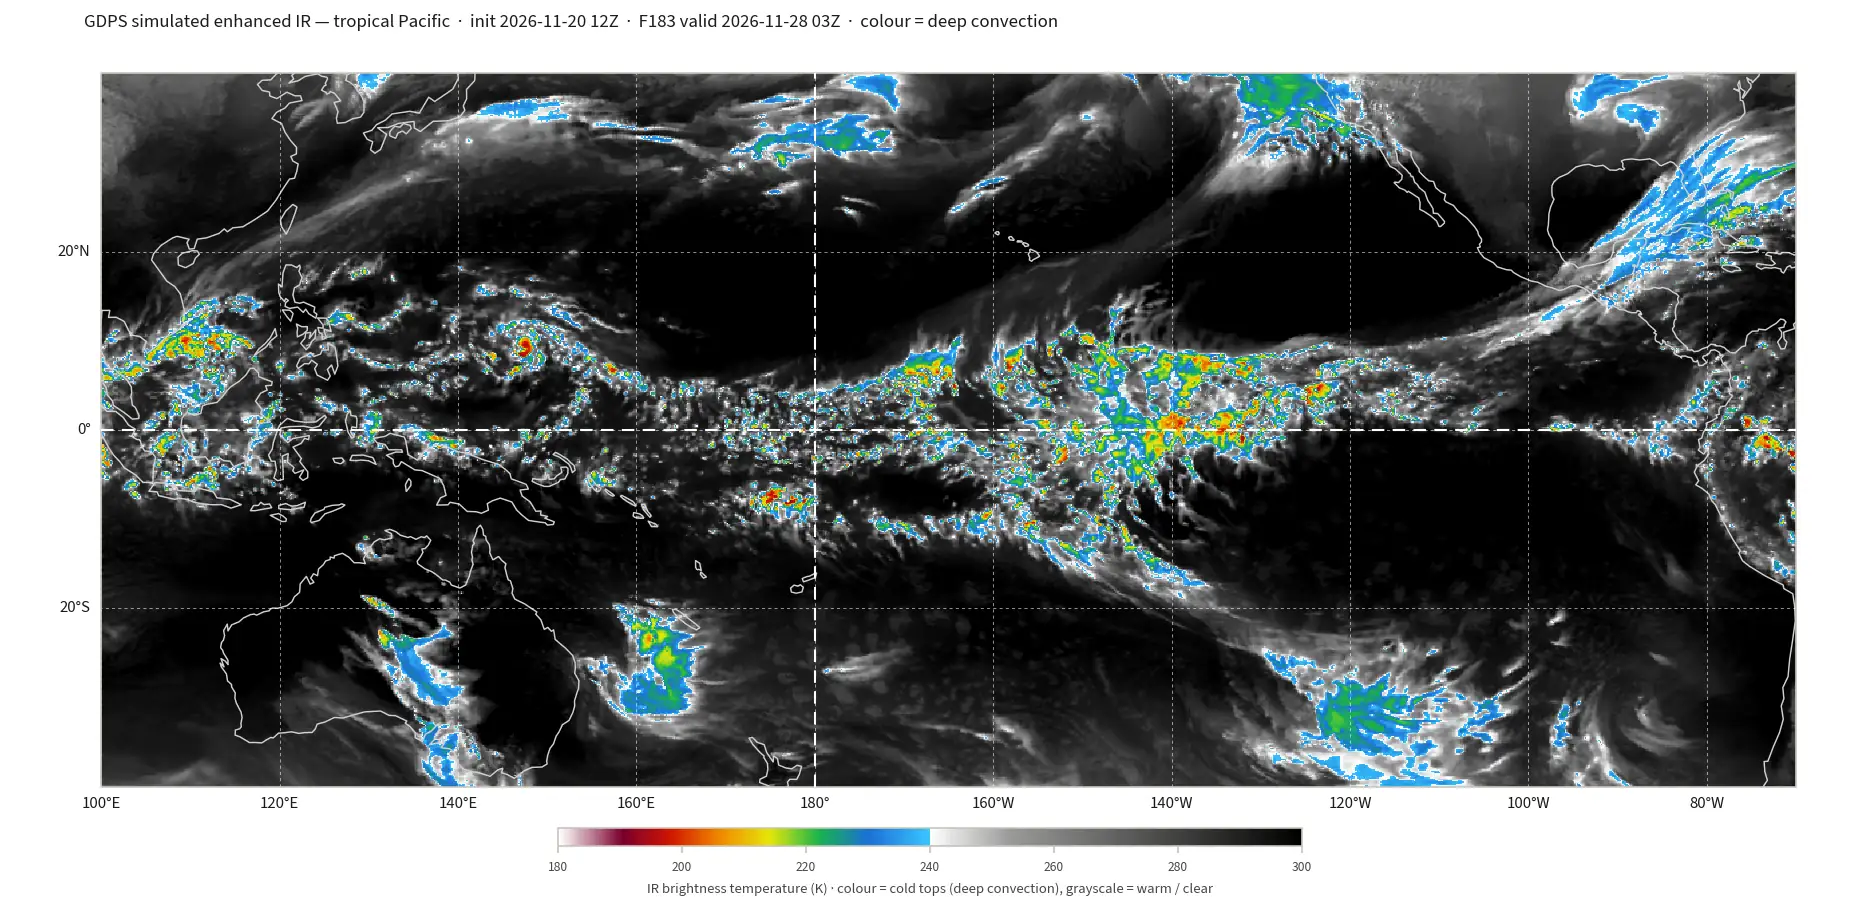 GDPS simulated enhanced IR — tropical Pacific · init 2026-11-20 12Z · F183 valid 2026-11-28 03Z · colour = deep convection
20°N
0°
20°S
100°E 120°E 140°E 160°E 180° 160°W 140°W 120°W 100°W 80°W
180 200 220 240 260 280 300
IR brightness temperature (K) · colour = cold tops (deep convection), grayscale = warm / clear